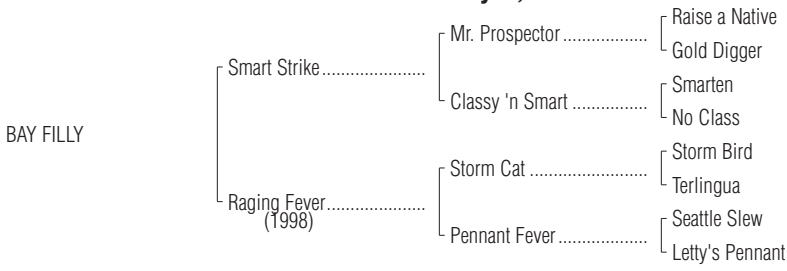 Raise a Native
Mr. Prospector..................
Gold Digger
Smart Strike......................
Smarten
Classy 'n Smart ................
No Class
BAY FILLY
Storm Bird
Storm Cat .........................
Terlingua
Raging Fever.....................
(1998)
Seattle Slew
Pennant Fever...................
Letty's Pennant